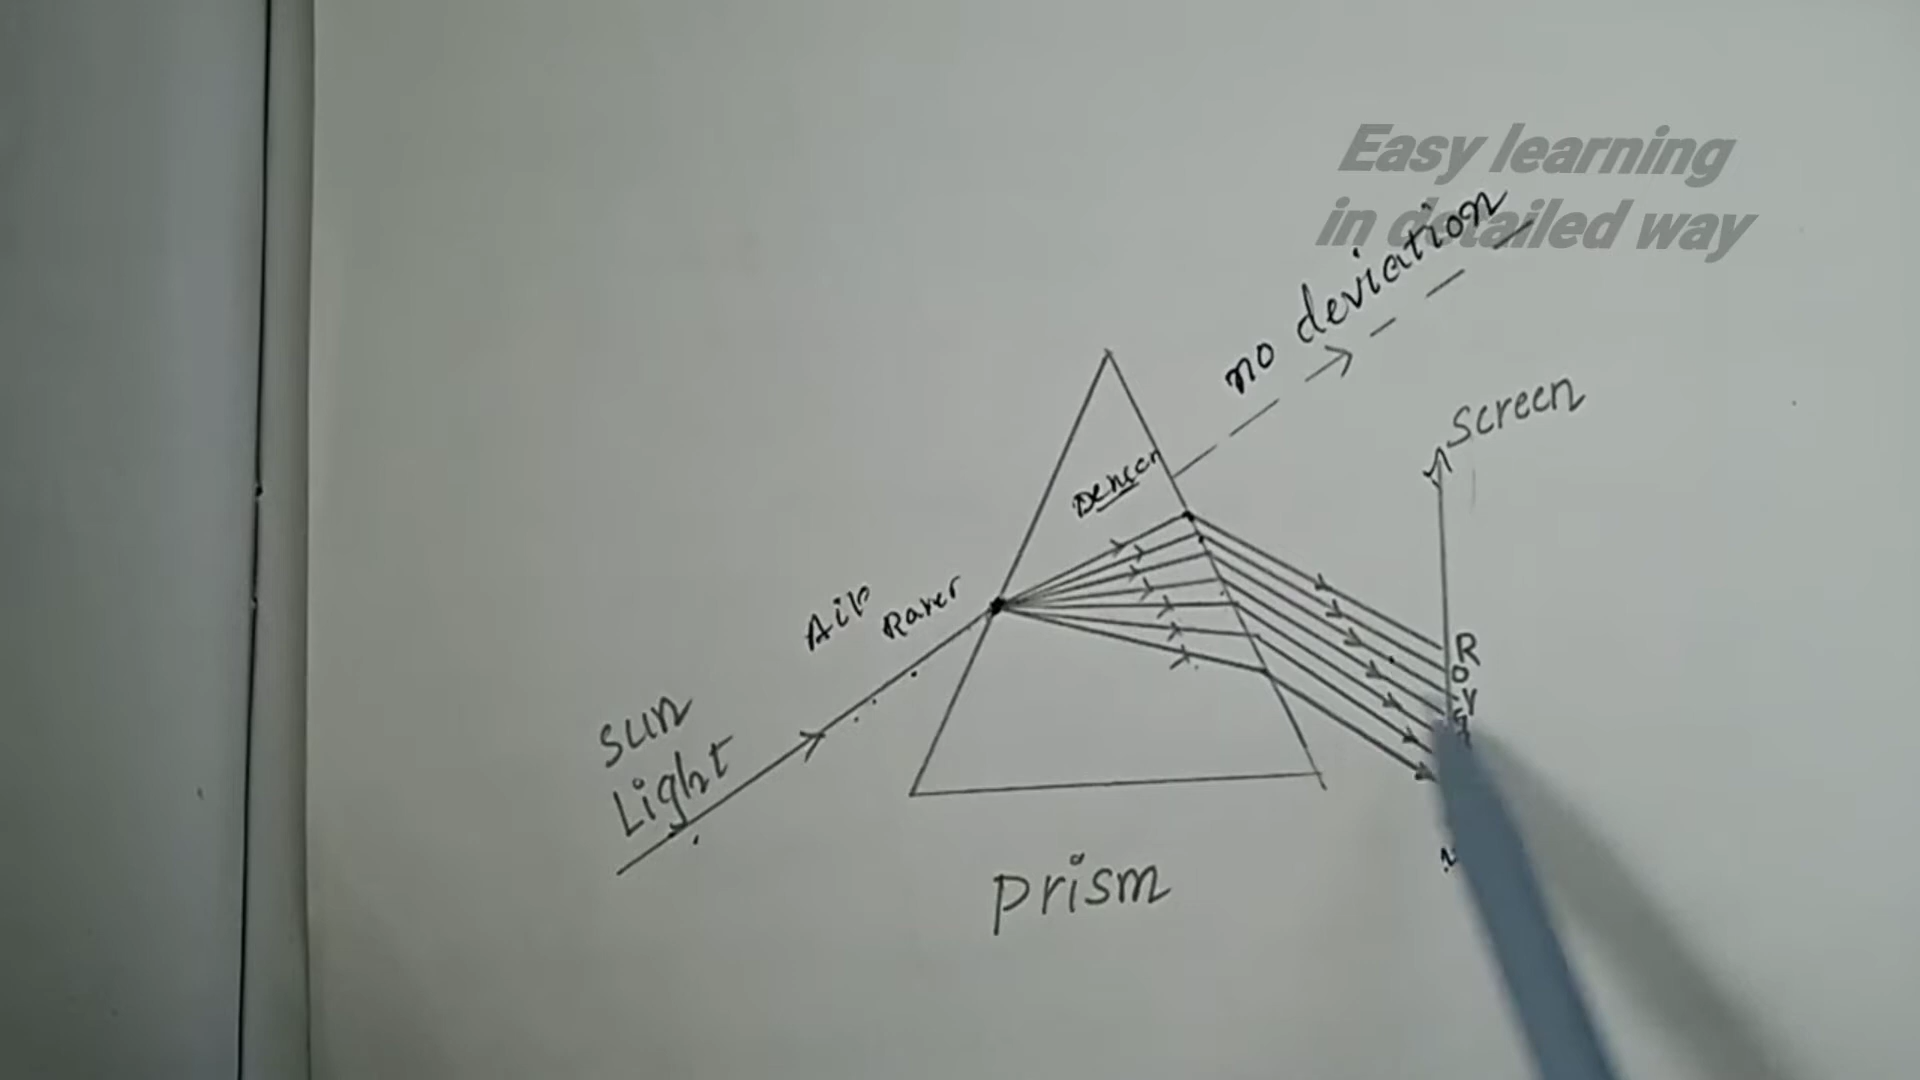 Easy learning
in detailed way
no deviation
Screen
Denser
Air
Rarer
Sun
Light
R
O
Y
G
Prism